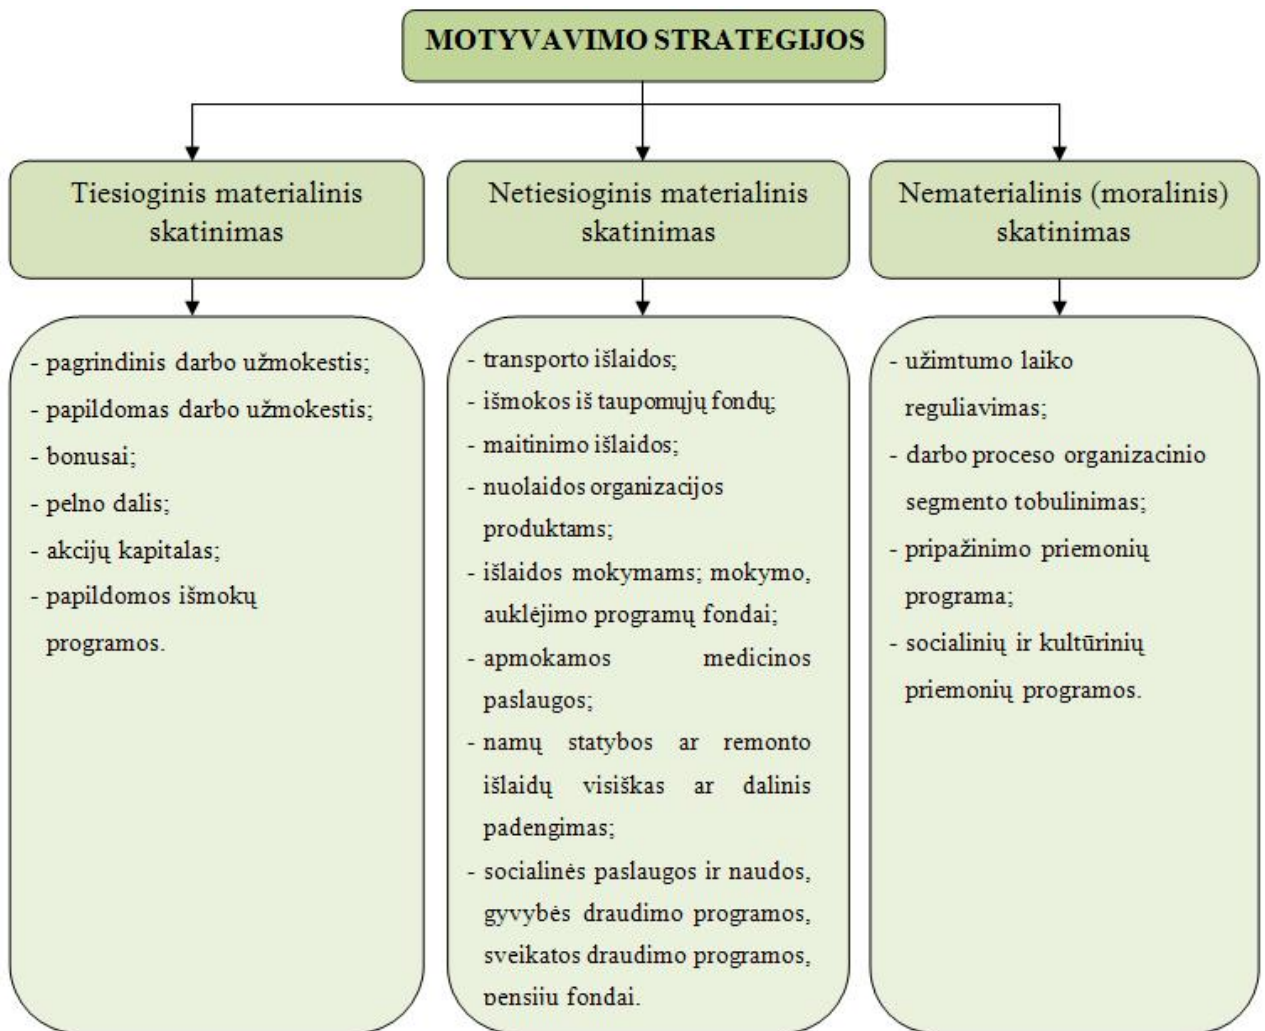 MOTYVAVIMO STRATEGIJOS
Tiesioginis materialinis
skatinimas
Netiesioginis materialinis
skatinimas
Nematerialinis (moralinis)
skatinimas
- pagrindinis darbo užmokestis;
- papildomas darbo užmokestis;
- bonusai;
- pelno dalis;
- akcijų kapitalas;
- papildomos išmokų
programos.
- transporto išlaidos;
- išmokos iš taupomųjų fondų;
- maitinimo išlaidos;
- nuolaidos organizacijos
produktams;
- išlaidos mokymams; mokymo,
auklėjimo programų fondai;
- apmokamos medicinos
paslaugos;
- namų statybos ar remonto
išlaidų visiškas ar dalinis
padengimas;
- socialinės paslaugos ir naudos,
gyvybės draudimo programos,
sveikatos draudimo programos,
pensijų fondai.
- užimtumo laiko
reguliavimas;
- darbo proceso organizacinio
segmento tobulinimas;
- pripažinimo priemonių
programa;
- socialinių ir kultūrinių
priemonių programos.